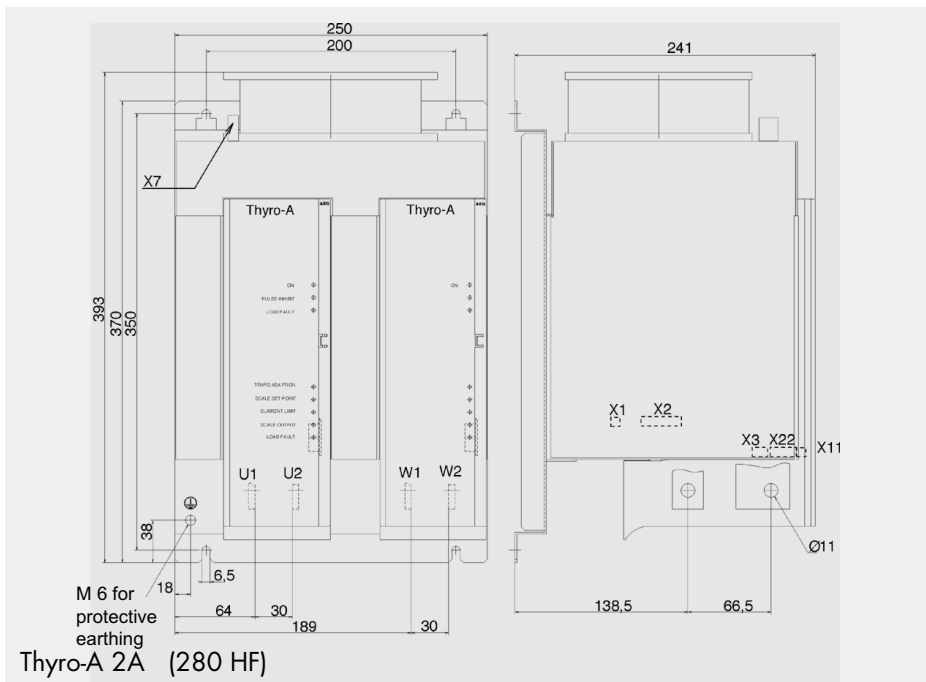 250
200
241
X7
Thyro-A AEG
Thyro-A AEG
ON
PULSE INHIBIT
LOAD FAULT
ON
393
370
350
TRAFO ADAPTION
SCALE SET POINT
CURRENT LIMIT
SCALE OUTPUT
LOAD FAULT
X1 X2
X3 X22 X11
U1 U2 W1 W2
38
Ø11
18
6,5
M 6 for
protective
earthing
64 30
189 30
138,5 66,5
Thyro-A 2A (280 HF)